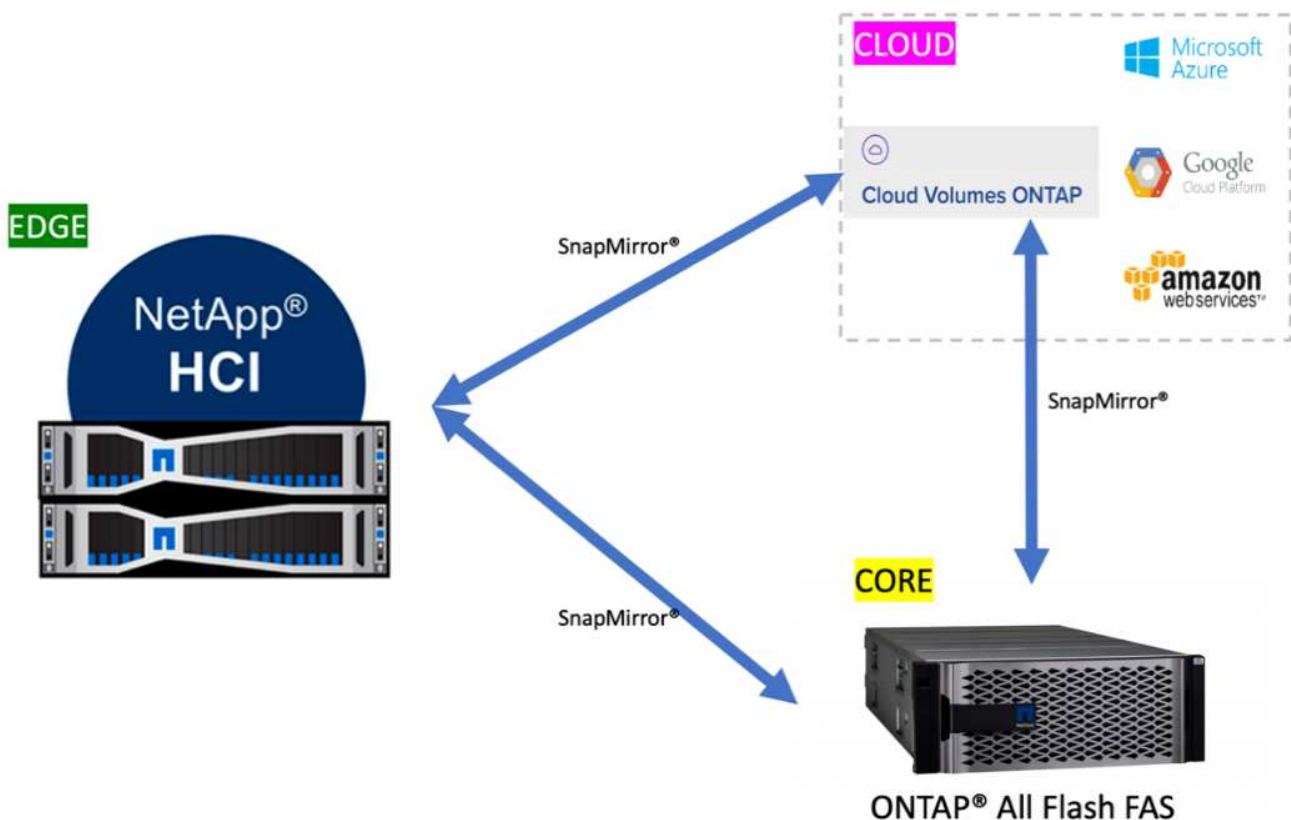 CLOUD
Microsoft
Azure
Cloud Volumes ONTAP
Google
Cloud Platform
amazon
webservices™
EDGE
NetApp®
HCI
SnapMirror®
SnapMirror®
SnapMirror®
CORE
ONTAP® All Flash FAS